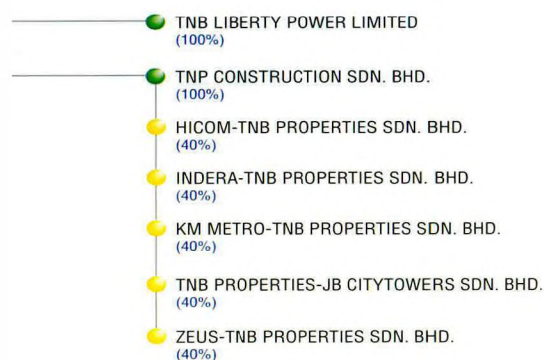 TNB LIBERTY POWER LIMITED
(100%)
TNP CONSTRUCTION SDN. BHD.
(100%)
HICOM-TNB PROPERTIES SDN. BHD.
(40%)
INDERA-TNB PROPERTIES SDN. BHD.
(40%)
KM METRO-TNB PROPERTIES SDN. BHD.
(40%)
TNB PROPERTIES-JB CITYTOWERS SDN. BHD.
(40%)
ZEUS-TNB PROPERTIES SDN. BHD.
(40%)